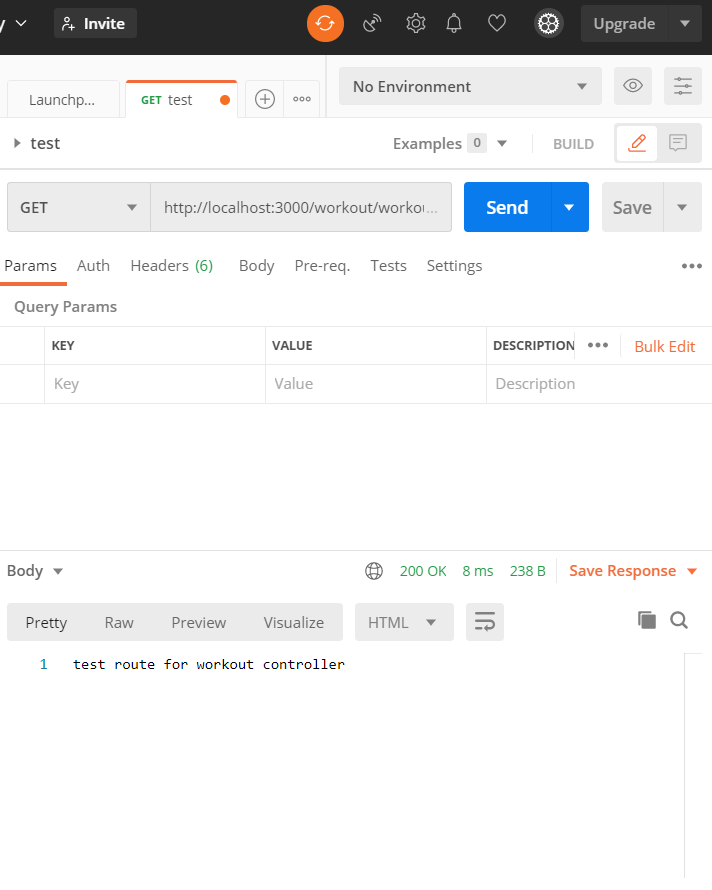 y
Invite
Upgrade
Launchp...
GET test
No Environment
test
Examples 0
BUILD
GET
http://localhost:3000/workout/workou...
Send
Save
Params
Auth
Headers (6)
Body
Pre-req.
Tests
Settings
Query Params
KEY
VALUE
DESCRIPTION
Bulk Edit
Key
Value
Description
Body
200 OK
8 ms
238 B
Save Response
Pretty
Raw
Preview
Visualize
HTML
1 test route for workout controller